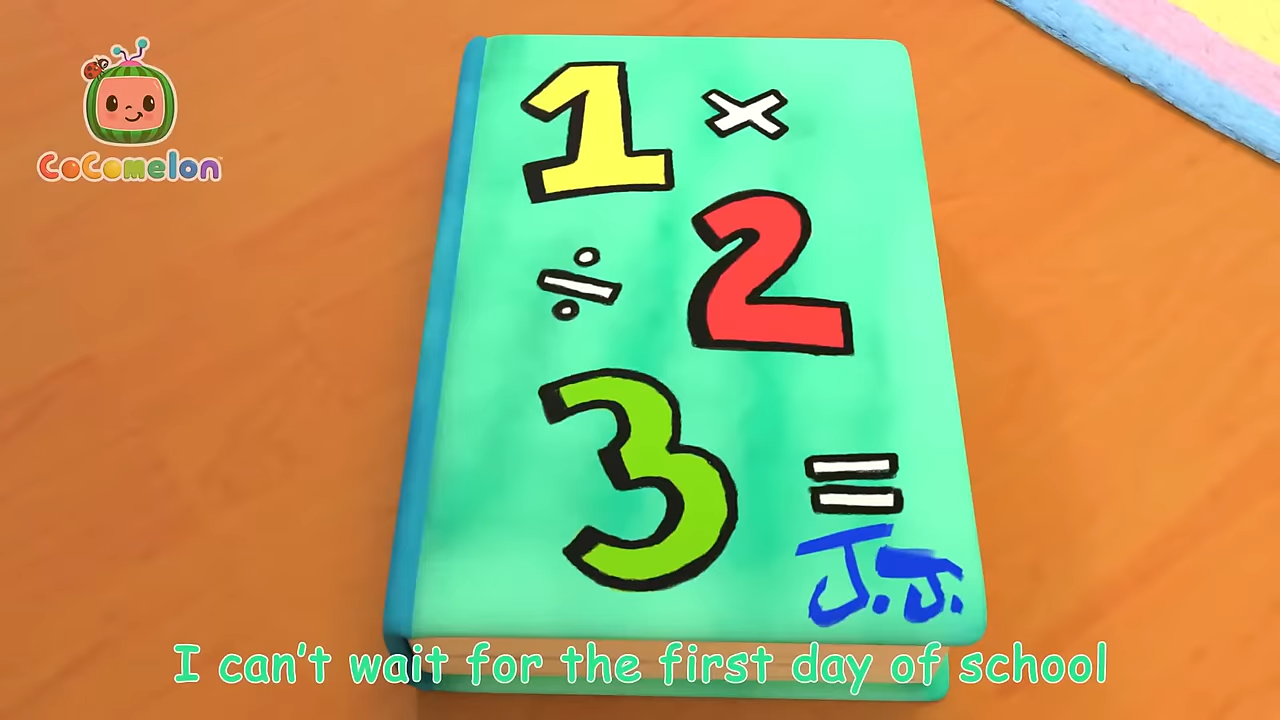 CoComelon
1 ×
÷ 2
3 =
J.J.
I can't wait for the first day of school